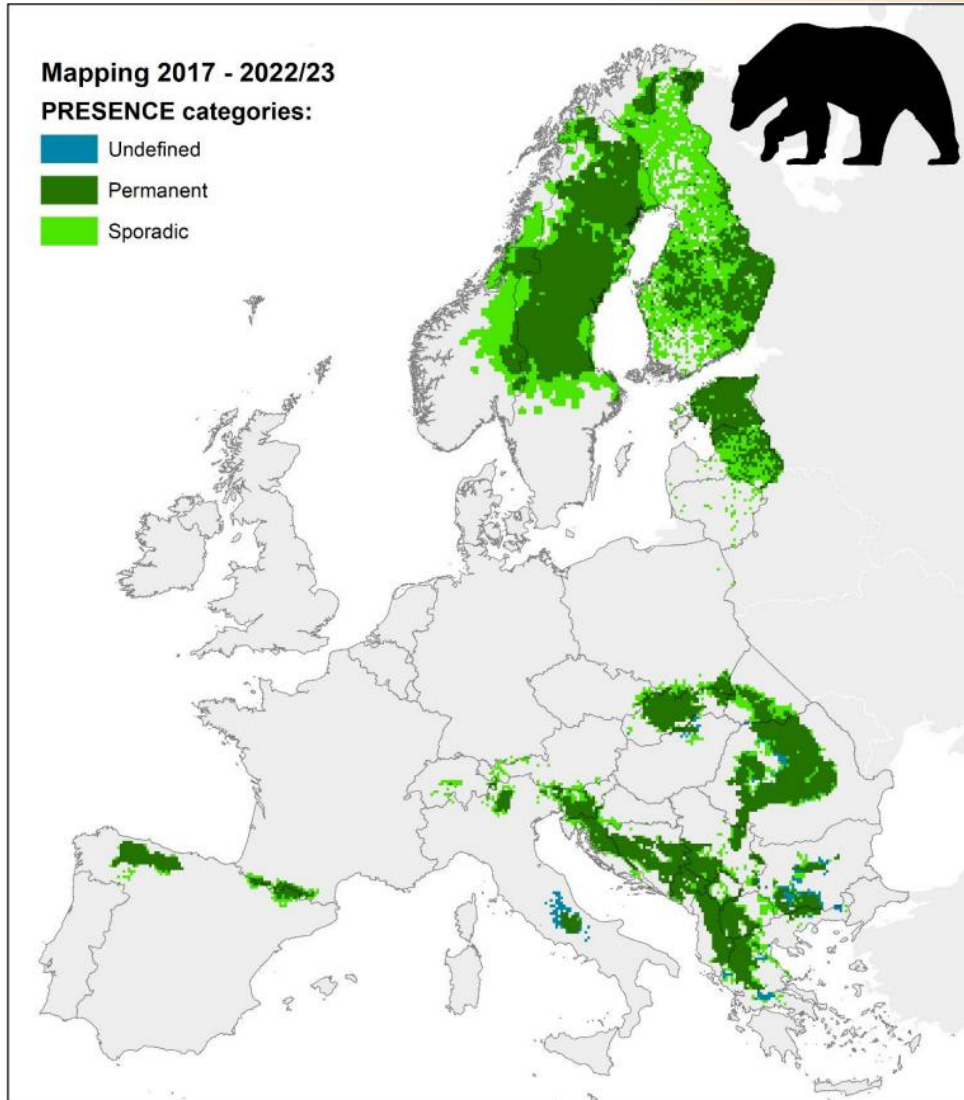 Mapping 2017 - 2022/23
PRESENCE categories:
Undefined
Permanent
Sporadic